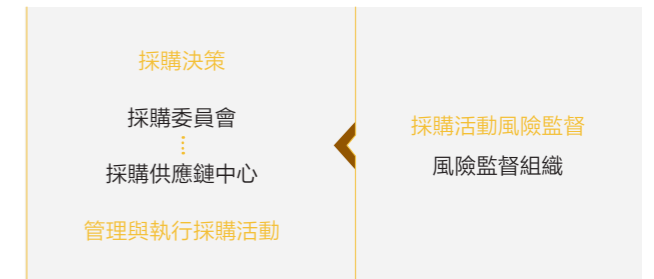 採購決策
採購委員會
採購供應鏈中心
管理與執行採購活動
採購活動風險監督
風險監督組織